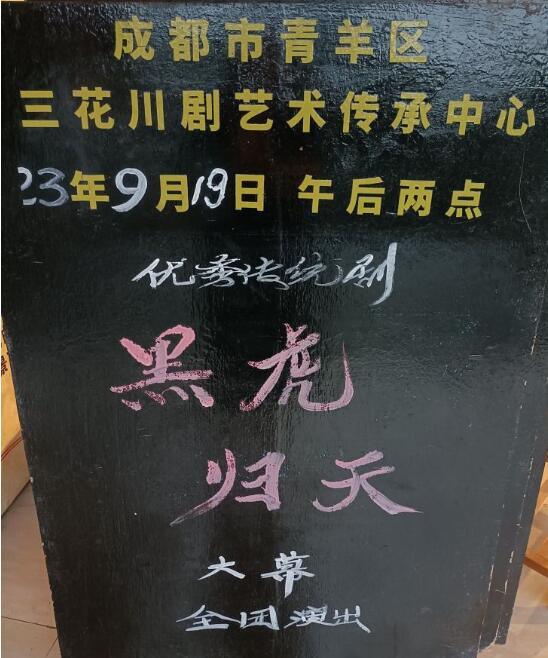 成都市青羊区
三花川剧艺术传承中心
23年9月19日 午后两点
优秀传统剧
黑虎
归天
大幕
全团演出